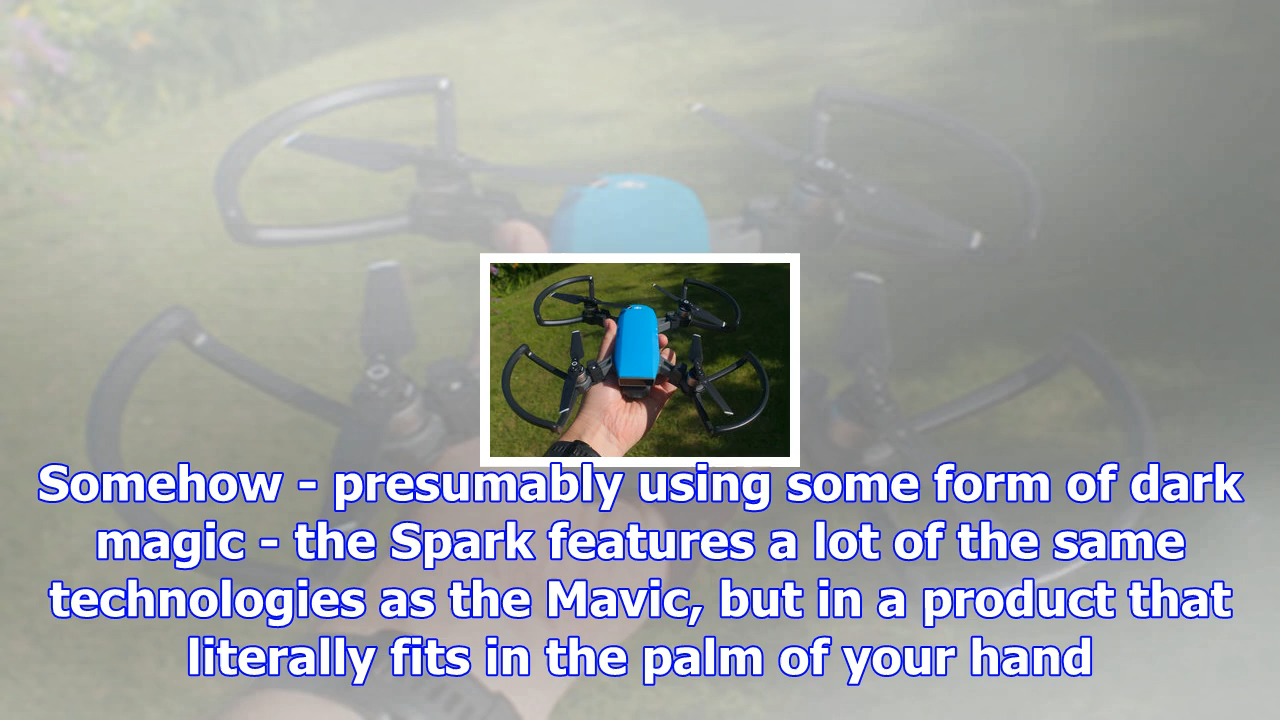 Somehow - presumably using some form of dark
magic - the Spark features a lot of the same
technologies as the Mavic, but in a product that
literally fits in the palm of your hand